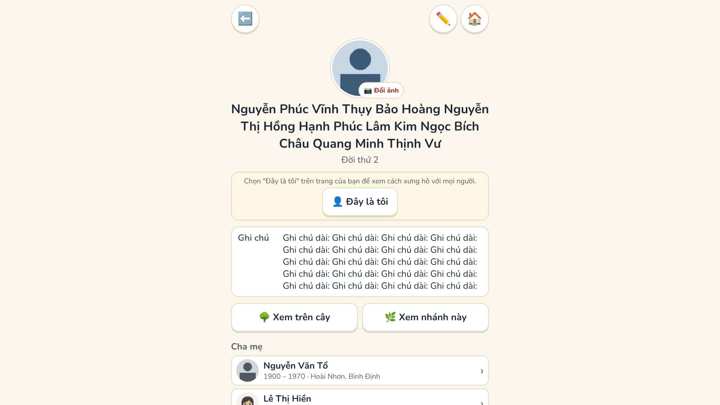 Đổi ảnh
Nguyễn Phúc Vĩnh Thụy Bảo Hoàng Nguyễn
Thị Hồng Hạnh Phúc Lâm Kim Ngọc Bích
Châu Quang Minh Thịnh Vư
Đời thứ 2
Chọn "Đây là tôi" trên trang của bạn để xem cách xưng hô với mọi người.
Đây là tôi
Ghi chú
Ghi chú dài: Ghi chú dài: Ghi chú dài: Ghi chú dài:
Ghi chú dài: Ghi chú dài: Ghi chú dài: Ghi chú dài:
Ghi chú dài: Ghi chú dài: Ghi chú dài: Ghi chú dài:
Ghi chú dài: Ghi chú dài: Ghi chú dài: Ghi chú dài:
Ghi chú dài: Ghi chú dài: Ghi chú dài: Ghi chú dài:
Xem trên cây
Xem nhánh này
Cha mẹ
Nguyễn Văn Tổ
1900 – 1970 · Hoài Nhơn, Bình Định
Lê Thị Hiền